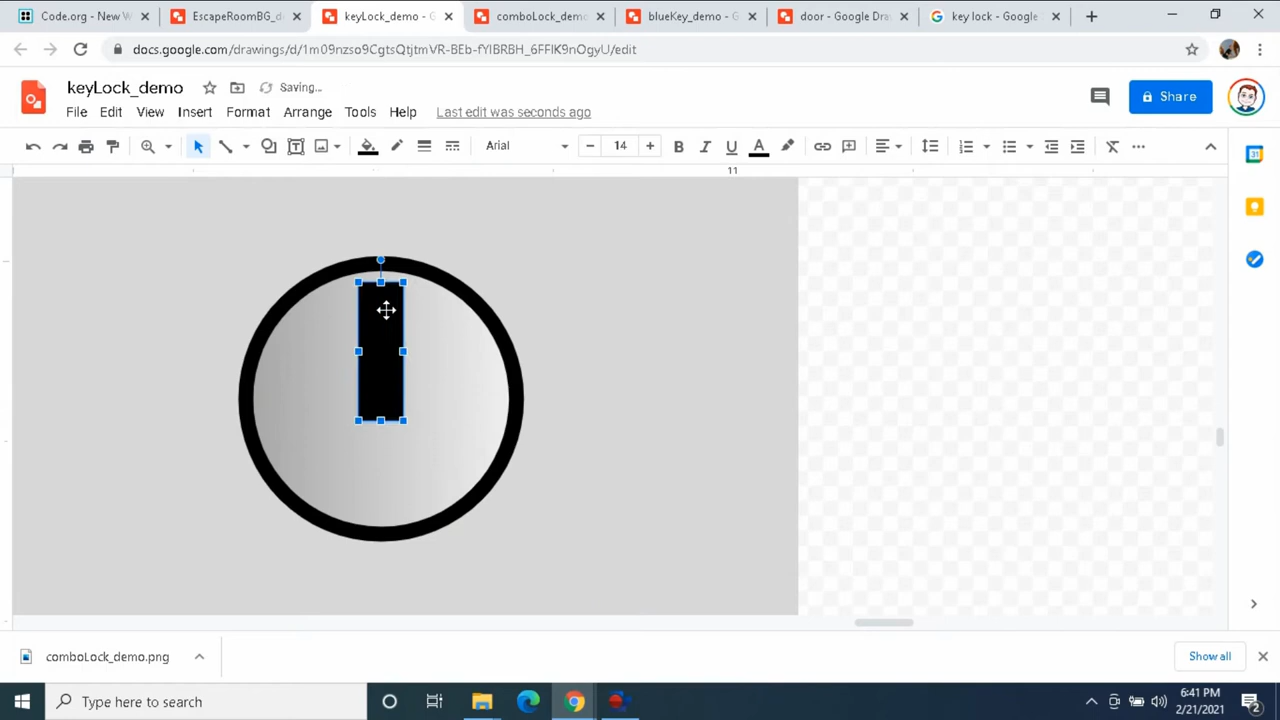 Code.org - New W
EscapeRoomBG_d
keyLock_demo - G
comboLock_demo
blueKey_demo - G
door - Google Dra
key lock - Google
docs.google.com/drawings/d/1m09nzso9CgtsQtjtmVR-BEb-fYlBRBH_6FFlK9nOgyU/edit
keyLock_demo
Saving...
File Edit View Insert Format Arrange Tools Help Last edit was seconds ago
Share
Arial 14
11
comboLock_demo.png
Show all
Type here to search
6:41 PM
2/21/2021
2